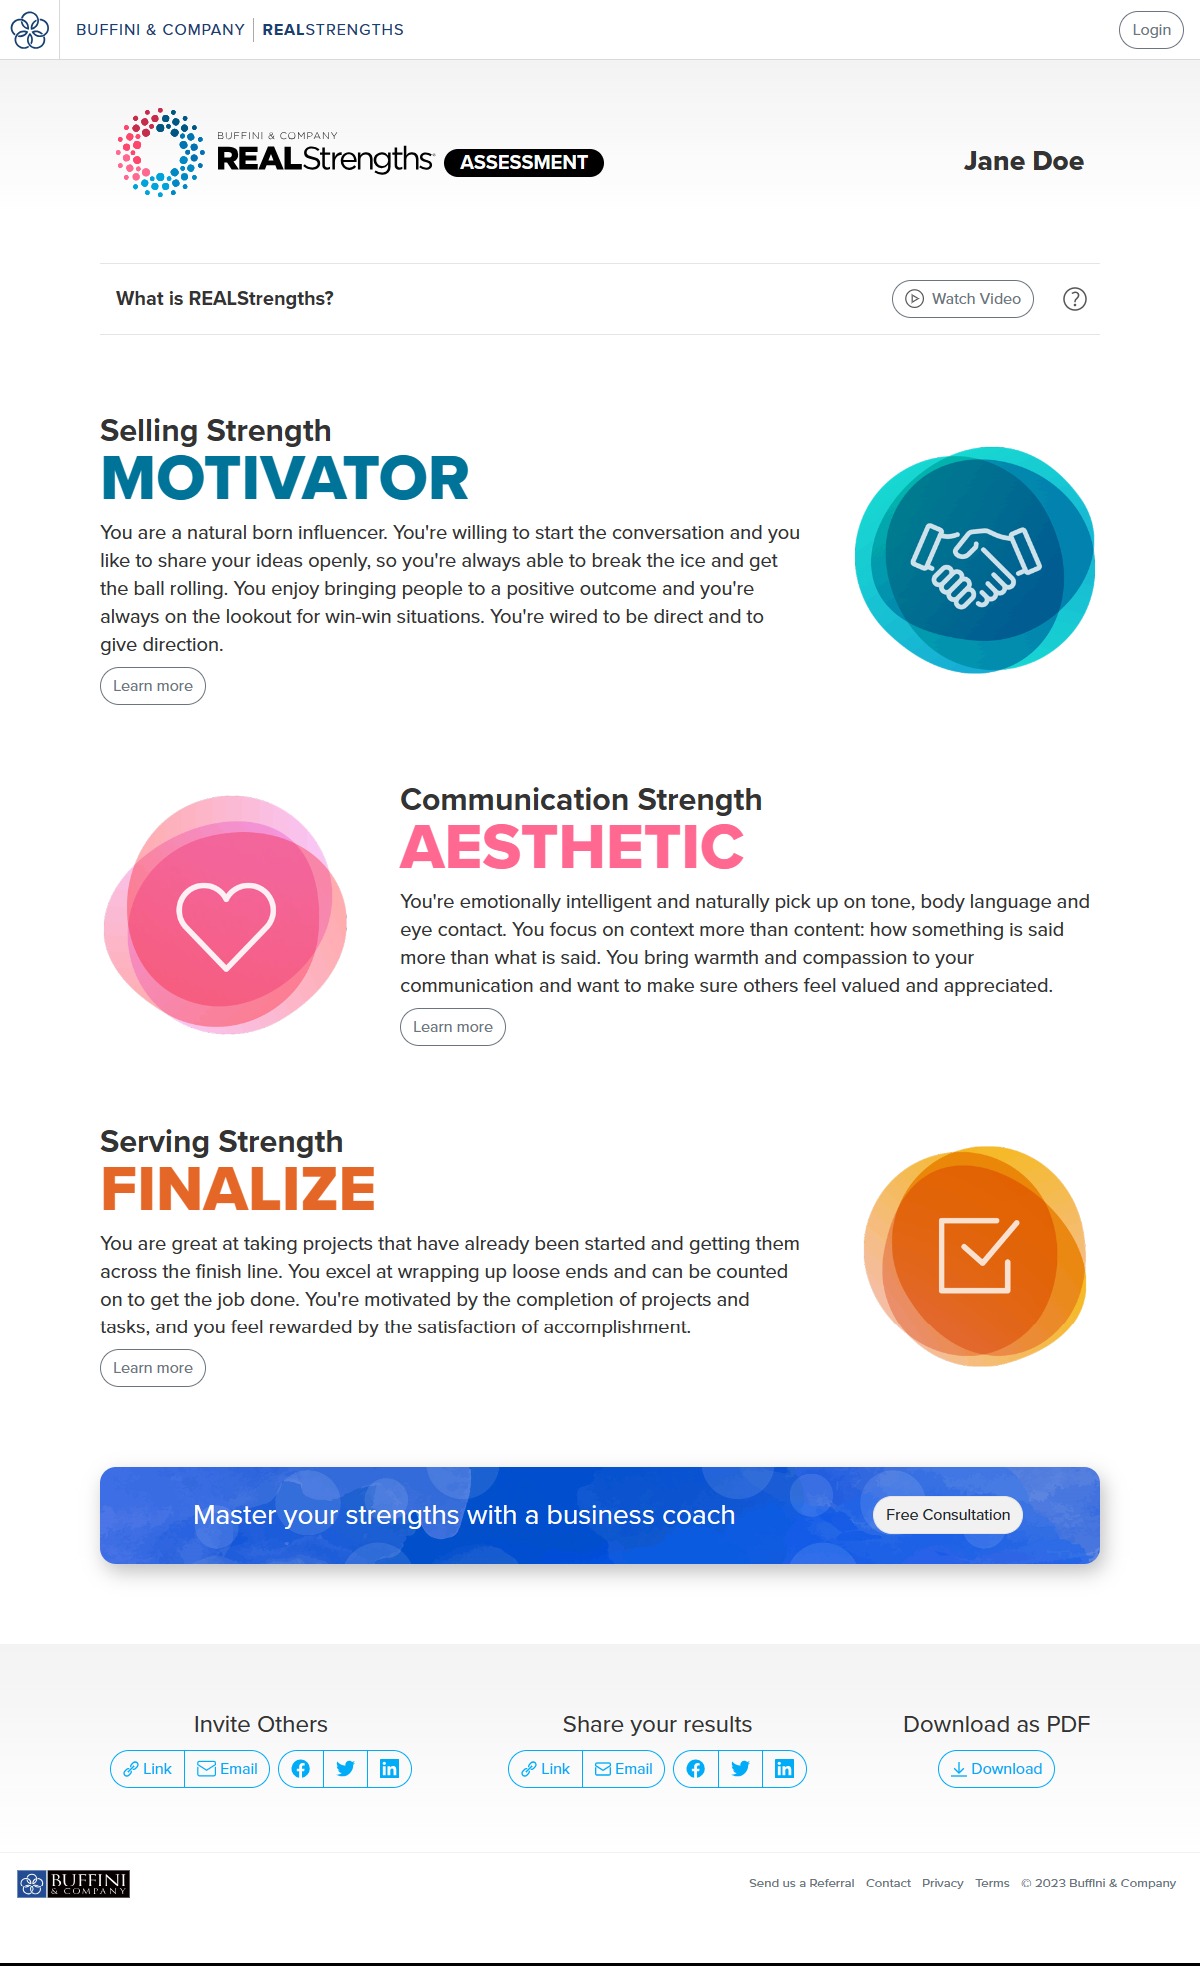 BUFFINI & COMPANY | REALSTRENGTHS
Login
BUFFINI & COMPANY
REALStrengths ASSESSMENT
Jane Doe
What is REALStrengths?
Watch Video
Selling Strength
MOTIVATOR
You are a natural born influencer. You're willing to start the conversation and you
like to share your ideas openly, so you're always able to break the ice and get
the ball rolling. You enjoy bringing people to a positive outcome and you're
always on the lookout for win-win situations. You're wired to be direct and to
give direction.
Learn more
Communication Strength
AESTHETIC
You're emotionally intelligent and naturally pick up on tone, body language and
eye contact. You focus on context more than content: how something is said
more than what is said. You bring warmth and compassion to your
communication and want to make sure others feel valued and appreciated.
Learn more
Serving Strength
FINALIZE
You are great at taking projects that have already been started and getting them
across the finish line. You excel at wrapping up loose ends and can be counted
on to get the job done. You're motivated by the completion of projects and
tasks, and you feel rewarded by the satisfaction of accomplishment.
Learn more
Master your strengths with a business coach
Free Consultation
Invite Others
Link Email
Share your results
Link Email
Download as PDF
Download
BUFFINI
& COMPANY
Send us a Referral Contact Privacy Terms © 2023 Buffini & Company